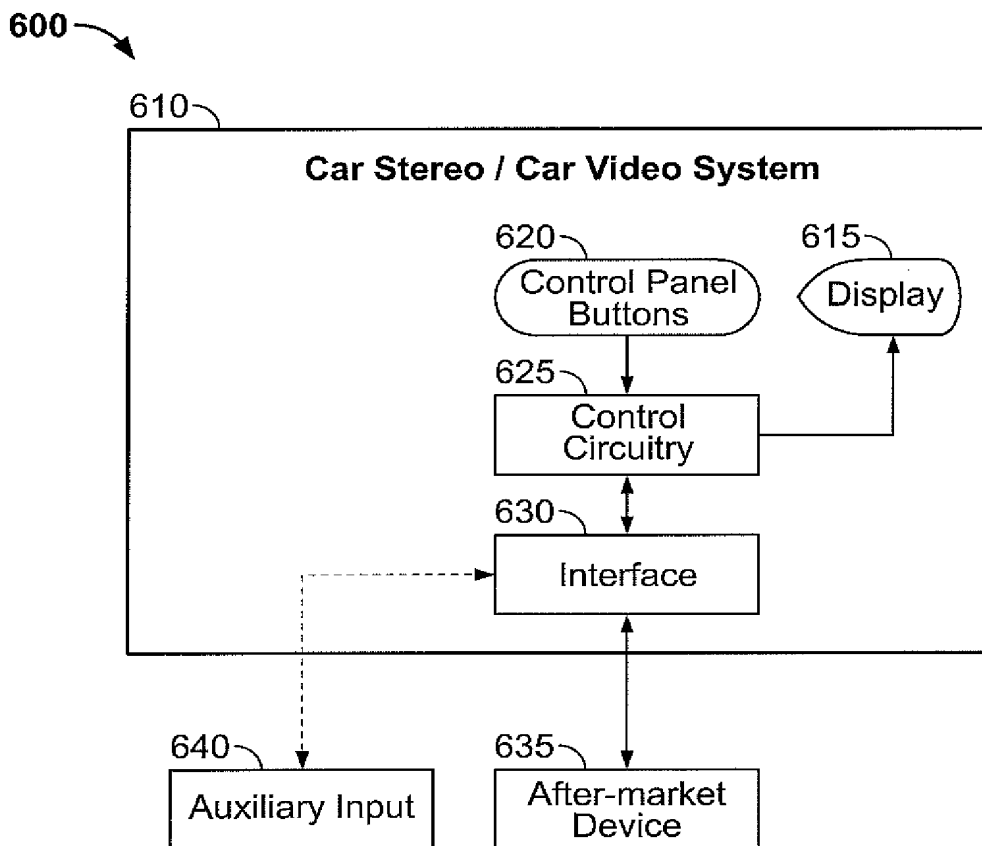 600
610
Car Stereo / Car Video System
620
615
Control Panel
Buttons
Display
625
Control
Circuitry
630
Interface
640
635
Auxiliary Input
After-market
Device